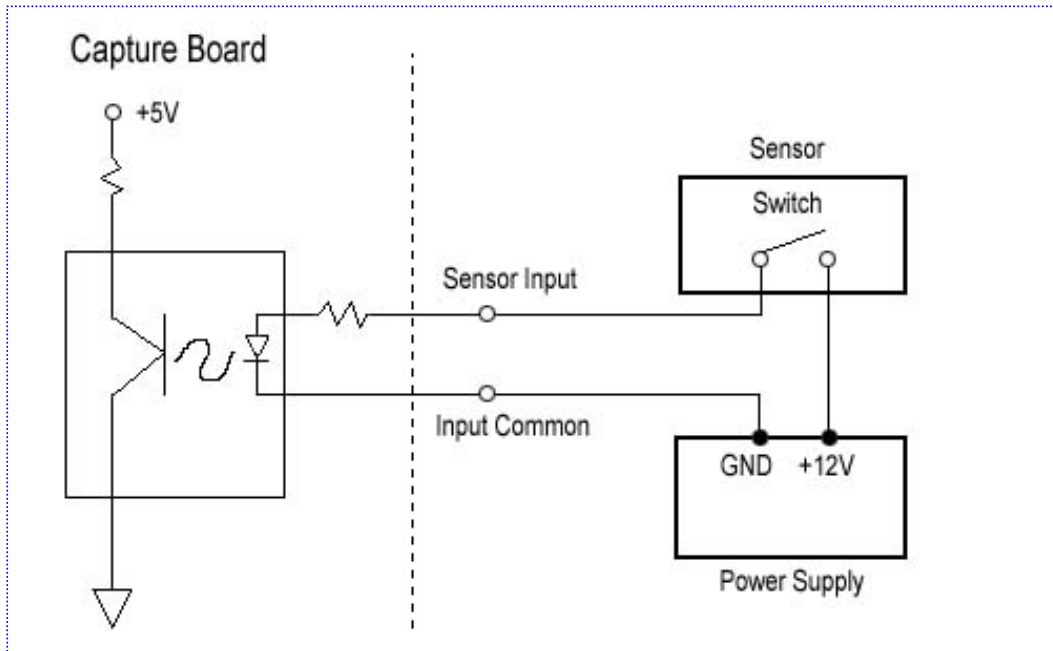 Capture Board
+5V
Sensor
Switch
Sensor Input
Input Common
GND +12V
Power Supply